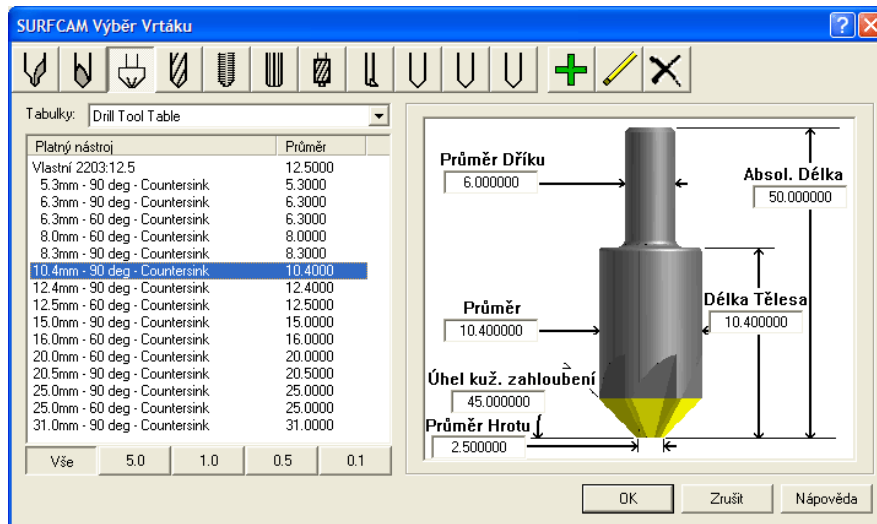 SURFCAM Výběr Vrtáku
Tabulky: Drill Tool Table
Platný nástroj Průměr
Vlastní 2203:12.5 12.5000
5.3mm - 90 deg - Countersink 5.3000
6.3mm - 90 deg - Countersink 6.3000
6.3mm - 60 deg - Countersink 6.3000
8.0mm - 60 deg - Countersink 8.0000
8.3mm - 90 deg - Countersink 8.3000
10.4mm - 90 deg - Countersink 10.4000
12.4mm - 90 deg - Countersink 12.4000
12.5mm - 60 deg - Countersink 12.5000
15.0mm - 90 deg - Countersink 15.0000
16.0mm - 60 deg - Countersink 16.0000
20.0mm - 60 deg - Countersink 20.0000
20.5mm - 90 deg - Countersink 20.5000
25.0mm - 90 deg - Countersink 25.0000
25.0mm - 60 deg - Countersink 25.0000
31.0mm - 90 deg - Countersink 31.0000
Vše 5.0 1.0 0.5 0.1
Průměr Dříku
6.000000
Absol. Délka
50.000000
Průměr
10.400000
Délka Tělesa
10.400000
Úhel kuž. zahloubení
45.000000
Průměr Hrotu
2.500000
OK Zrušit Nápověda